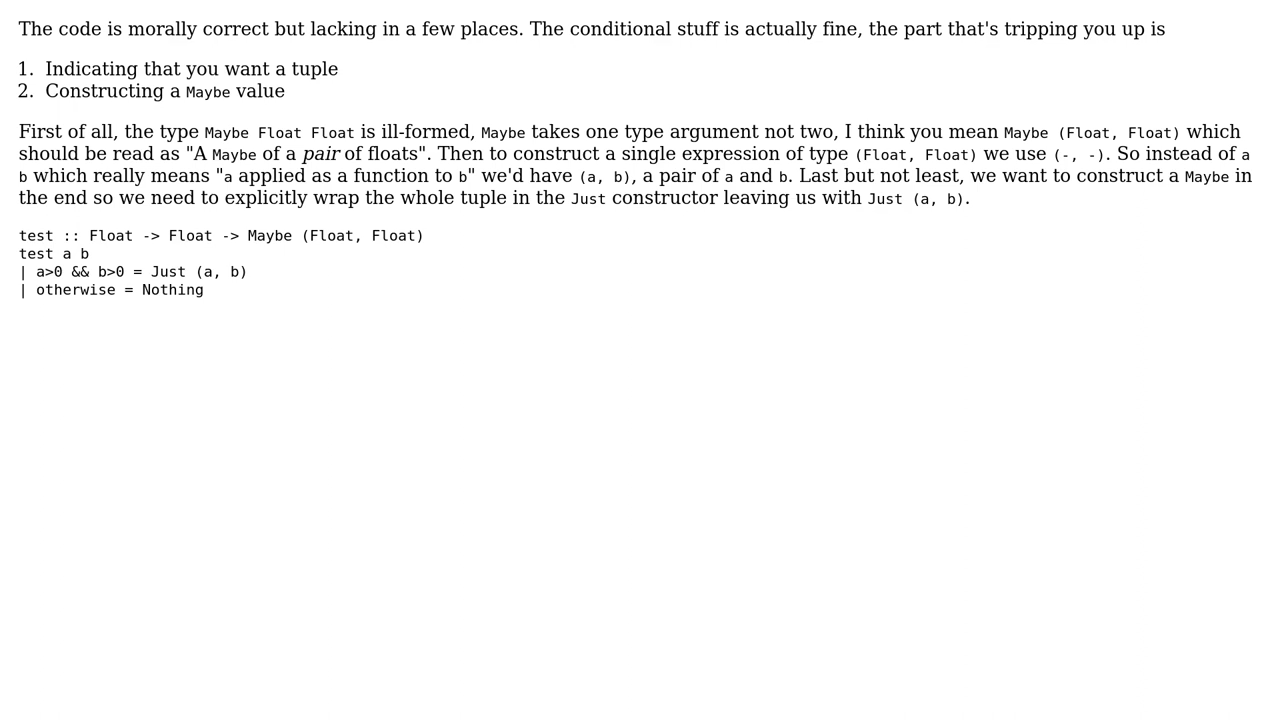 The code is morally correct but lacking in a few places. The conditional stuff is actually fine, the part that's tripping you up is
1. Indicating that you want a tuple
2. Constructing a Maybe value
First of all, the type Maybe Float Float is ill-formed, Maybe takes one type argument not two, I think you mean Maybe (Float, Float) which
should be read as "A Maybe of a pair of floats". Then to construct a single expression of type (Float, Float) we use (-, -). So instead of a
b which really means "a applied as a function to b" we'd have (a, b), a pair of a and b. Last but not least, we want to construct a Maybe in
the end so we need to explicitly wrap the whole tuple in the Just constructor leaving us with Just (a, b).
test :: Float -> Float -> Maybe (Float, Float)
test a b
| a>0 && b>0 = Just (a, b)
| otherwise = Nothing